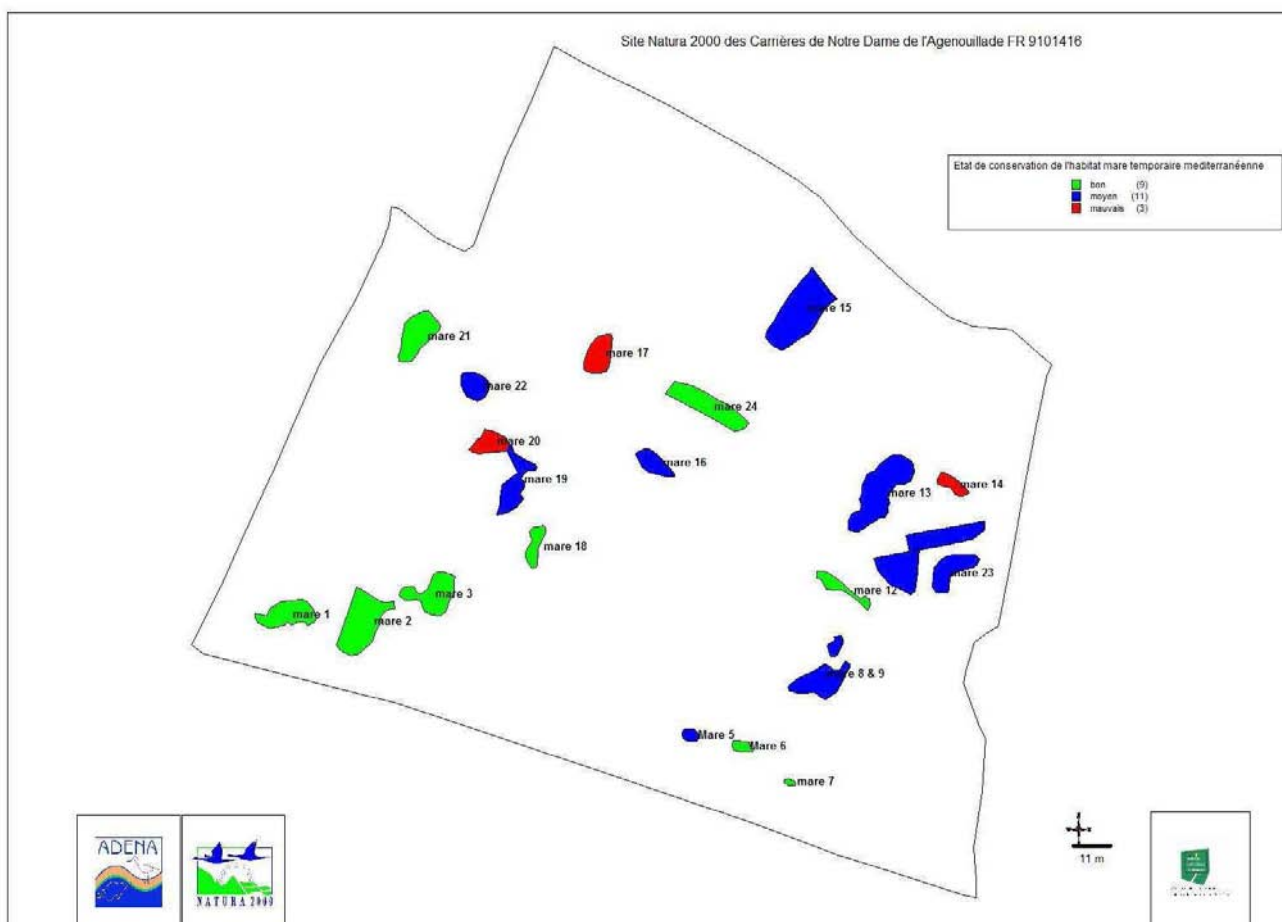 Site Natura 2000 des Carrières de Notre Dame de l'Agenouillade FR 9101416
Etat de conservation de l'habitat mare temporaire mediterranéenne
bon (9)
moyen (11)
mauvais (3)
mare 15
mare 21
mare 17
mare 22
mare 24
mare 20
mare 16
mare 19
mare 13
mare 14
mare 18
mare 23
mare 12
mare 3
mare 1
mare 2
mare 8 & 9
Mare 5
Mare 6
mare 7
ADENA
NATURA 2000
11 m